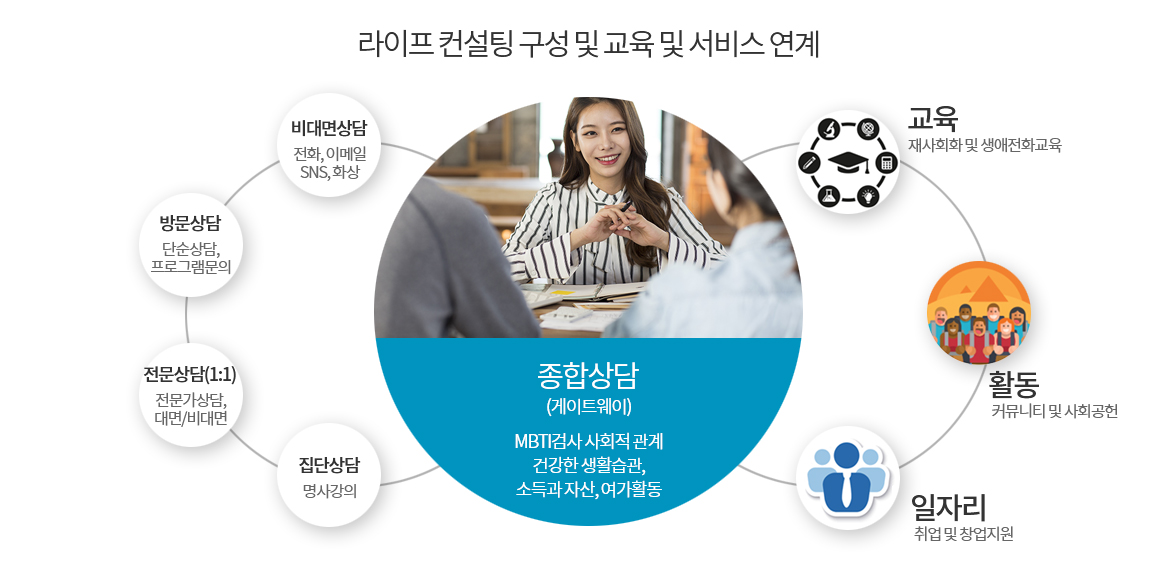 라이프 컨설팅 구성 및 교육 및 서비스 연계
비대면상담
전화, 이메일
SNS, 화상
방문상담
단순상담,
프로그램문의
전문상담(1:1)
전문가상담,
대면/비대면
집단상담
명사강의
종합상담
(게이트웨이)
MBTI검사 사회적 관계
건강한 생활습관,
소득과 자산, 여가활동
교육
재사회화 및 생애전화교육
활동
커뮤니티 및 사회공헌
일자리
취업 및 창업지원